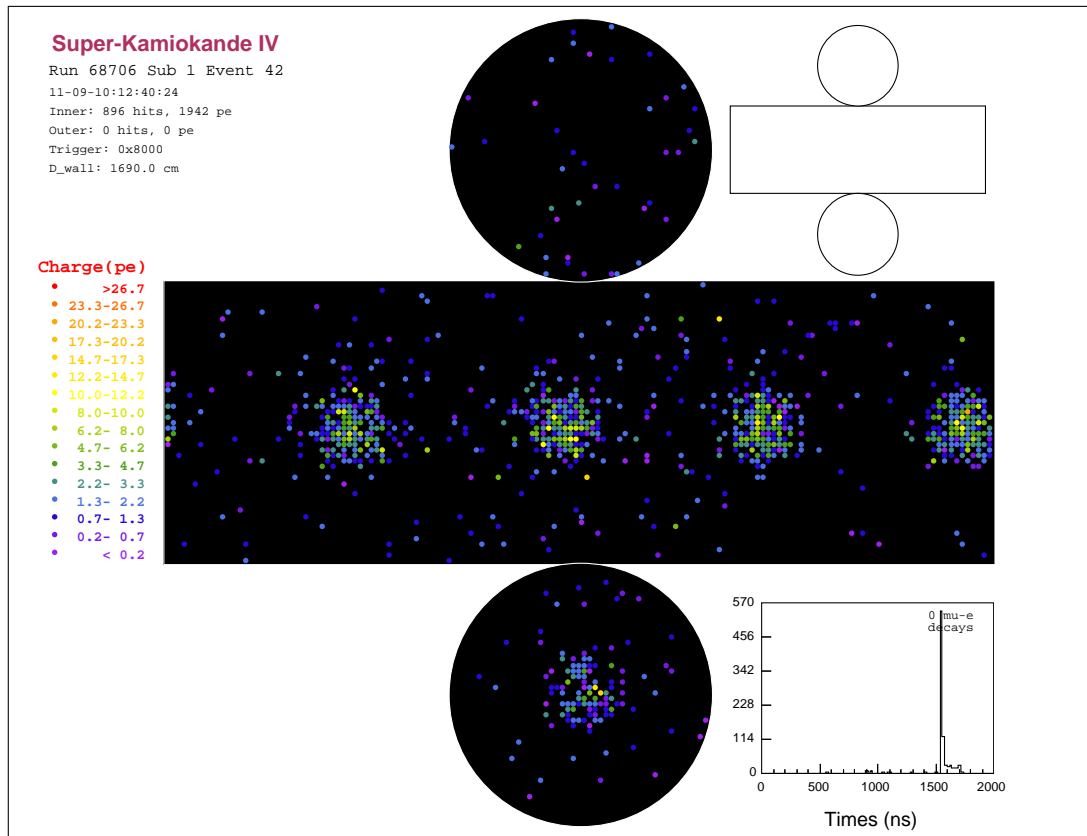 Super-Kamiokande IV
Run 68706 Sub 1 Event 42
11-09-10:12:40:24
Inner: 896 hits, 1942 pe
Outer: 0 hits, 0 pe
Trigger: 0x8000
D_wall: 1690.0 cm
Charge(pe)
>26.7
23.3-26.7
20.2-23.3
17.3-20.2
14.7-17.3
12.2-14.7
10.0-12.2
8.0-10.0
6.2- 8.0
4.7- 6.2
3.3- 4.7
2.2- 3.3
1.3- 2.2
0.7- 1.3
0.2- 0.7
< 0.2
0 mu-e
decays
570
456
342
228
114
0
0 500 1000 1500 2000
Times (ns)